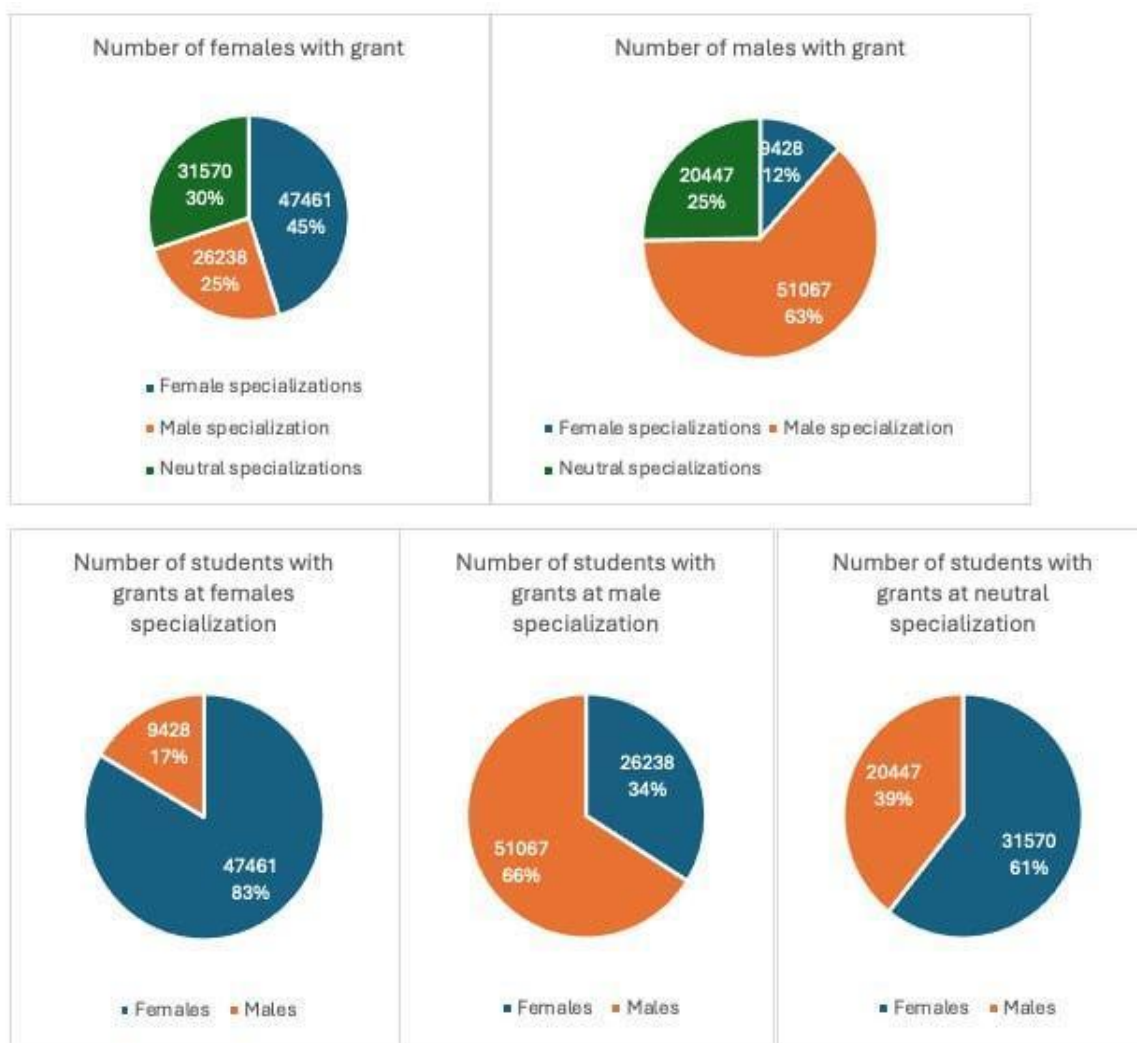 Number of females with grant
31570
30%
47461
45%
26238
25%
Female specializations
Male specialization
Neutral specializations
Number of males with grant
9428
12%
20447
25%
51067
63%
Female specializations Male specialization
Neutral specializations
Number of students with
grants at females
specialization
9428
17%
47461
83%
Females Males
Number of students with
grants at male
specialization
26238
34%
51067
66%
Females Males
Number of students with
grants at neutral
specialization
20447
39%
31570
61%
Females Males